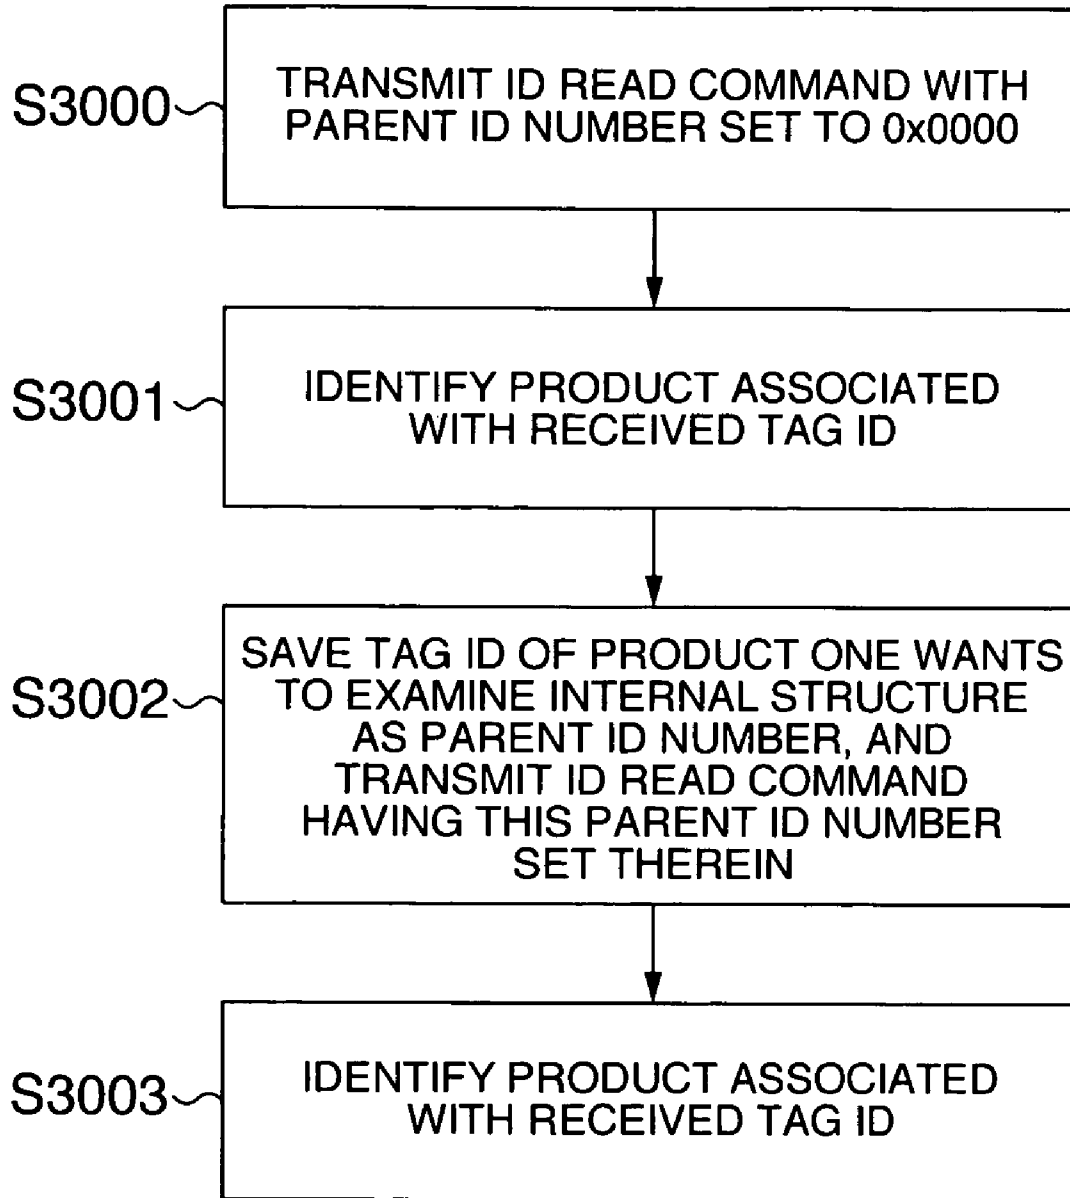 S3000
TRANSMIT ID READ COMMAND WITH
PARENT ID NUMBER SET TO 0x0000
S3001
IDENTIFY PRODUCT ASSOCIATED
WITH RECEIVED TAG ID
S3002
SAVE TAG ID OF PRODUCT ONE WANTS
TO EXAMINE INTERNAL STRUCTURE
AS PARENT ID NUMBER, AND
TRANSMIT ID READ COMMAND
HAVING THIS PARENT ID NUMBER
SET THEREIN
S3003
IDENTIFY PRODUCT ASSOCIATED
WITH RECEIVED TAG ID